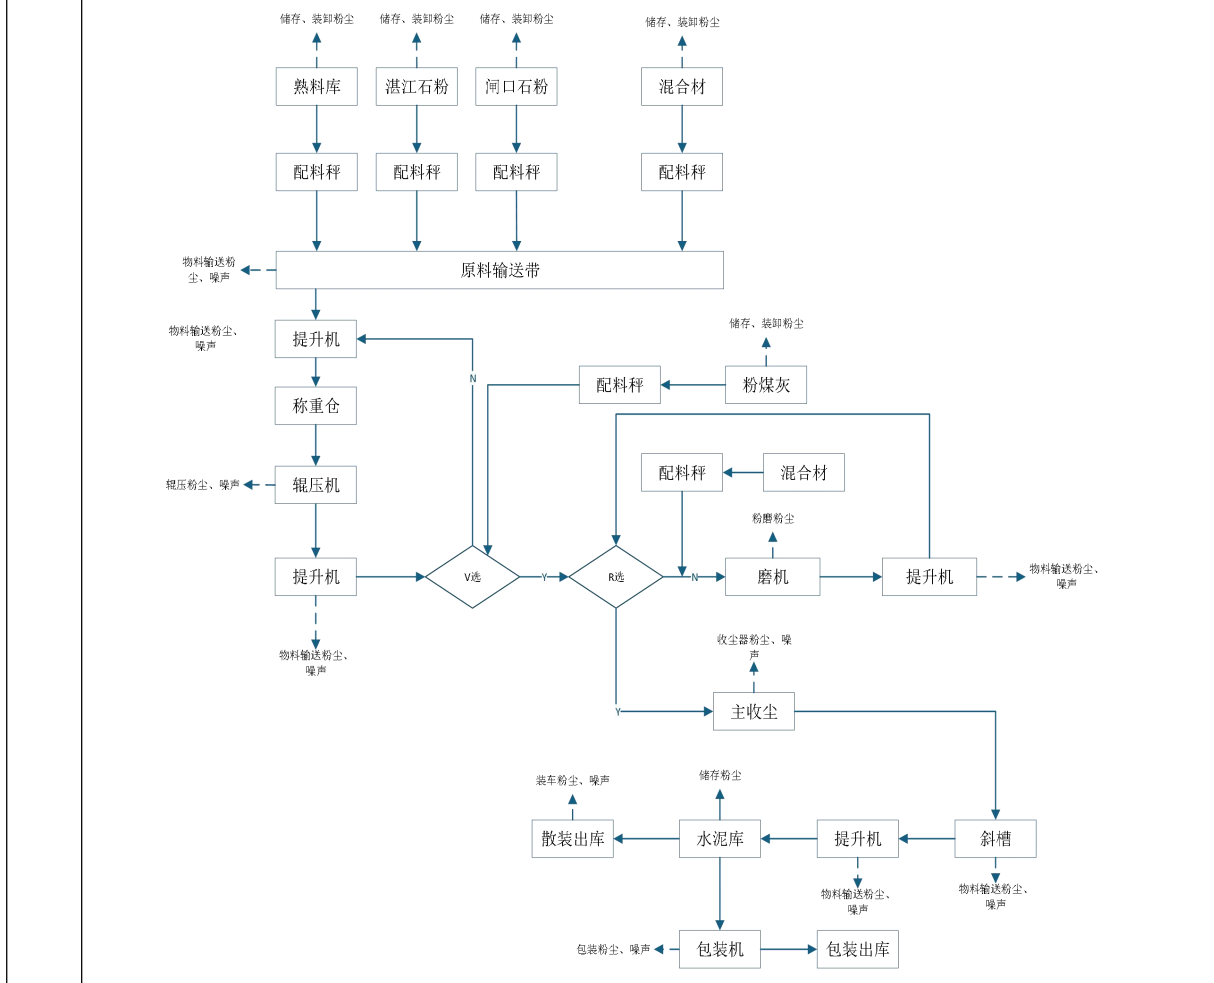 储存、装卸粉尘
储存、装卸粉尘
储存、装卸粉尘
储存、装卸粉尘
熟料库
湛江石粉
闸口石粉
混合材
配料秤
配料秤
配料秤
配料秤
物料输送粉
尘、噪声
原料输送带
物料输送粉尘、
噪声
提升机
储存、装卸粉尘
N
配料秤
粉煤灰
称重仓
配料秤
混合材
辊压粉尘、噪声
辊压机
粉磨粉尘
提升机
V选
Y
R选
N
磨机
提升机
物料输送粉尘、
噪声
物料输送粉尘、
噪声
收尘器粉尘、噪
声
Y
主收尘
装车粉尘、噪声
储存粉尘
散装出库
水泥库
提升机
斜槽
物料输送粉尘、
噪声
物料输送粉尘、
噪声
包装粉尘、噪声
包装机
包装出库